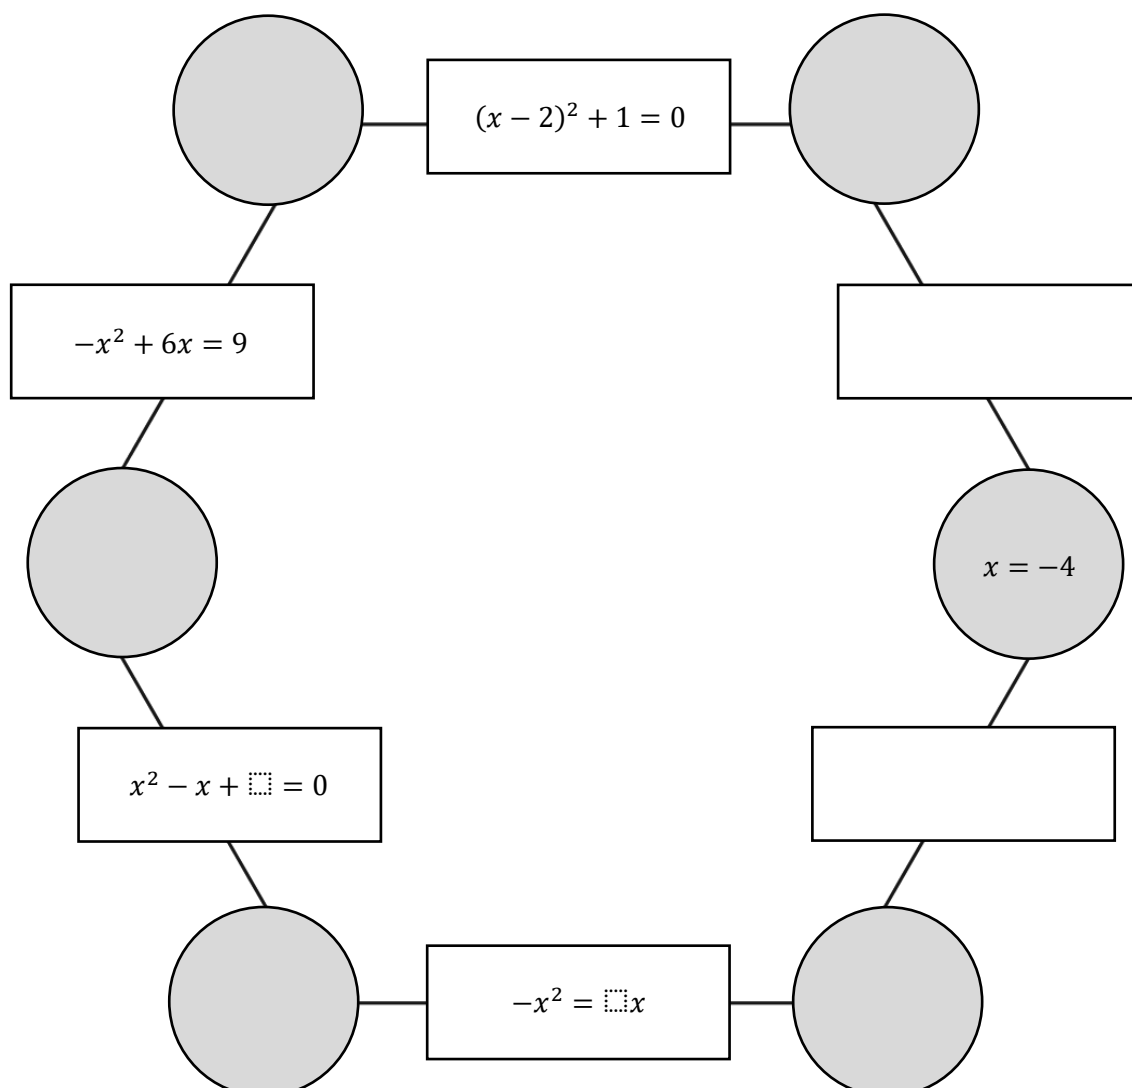 (𝑥 − 2)² + 1 = 0
−𝑥² + 6𝑥 = 9
𝑥 = −4
𝑥² − 𝑥 + ⬚ = 0
−𝑥² = ⬚𝑥